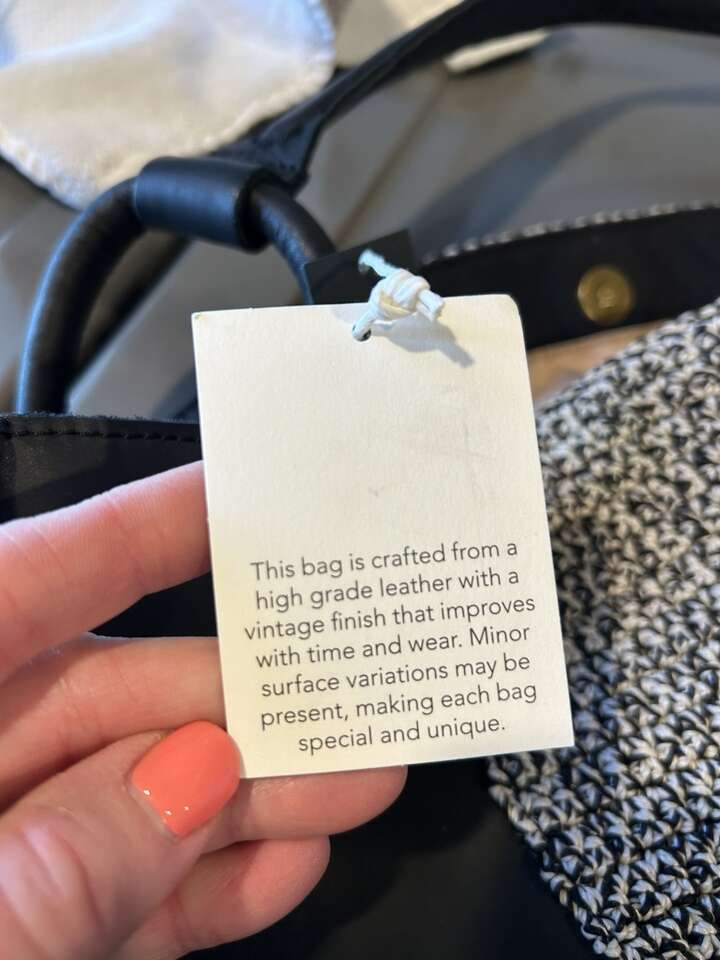 This bag is crafted from a
high grade leather with a
vintage finish that improves
with time and wear. Minor
surface variations may be
present, making each bag
special and unique.